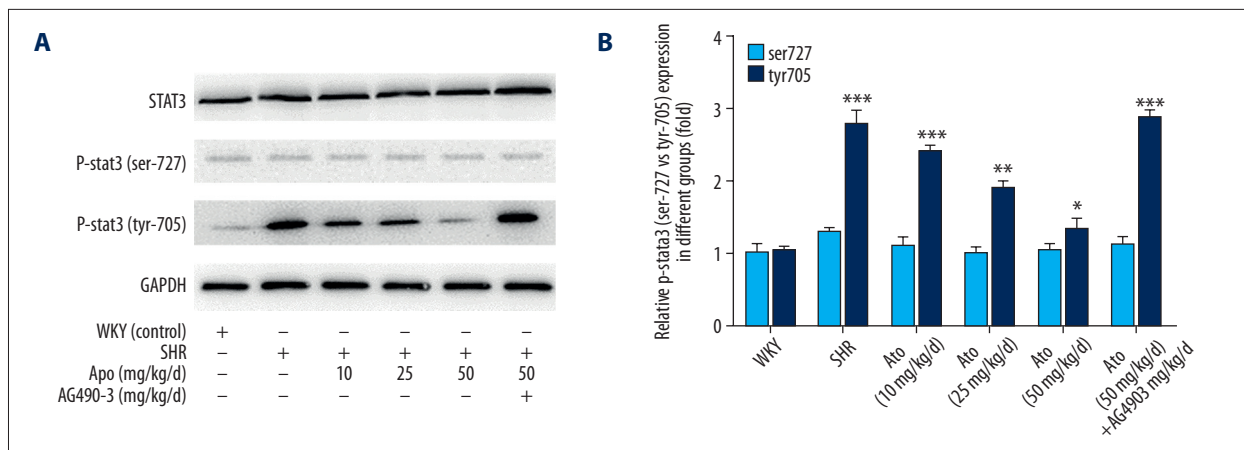 A
STAT3
P-stat3 (ser-727)
P-stat3 (tyr-705)
GAPDH
WKY (control) + – – – – –
SHR – + + + + +
Apo (mg/kg/d) – – 10 25 50 50
AG490-3 (mg/kg/d) – – – – – +
B
Relative p-stata3 (ser-727 vs tyr-705) expression
in different groups (fold)
4
3
2
1
0
ser727
tyr705
***
***
**
*
***
WKY
SHR
Ato
(10 mg/kg/d)
Ato
(25 mg/kg/d)
Ato
(50 mg/kg/d)
Ato
(50 mg/kg/d)
+AG4903 mg/kg/d